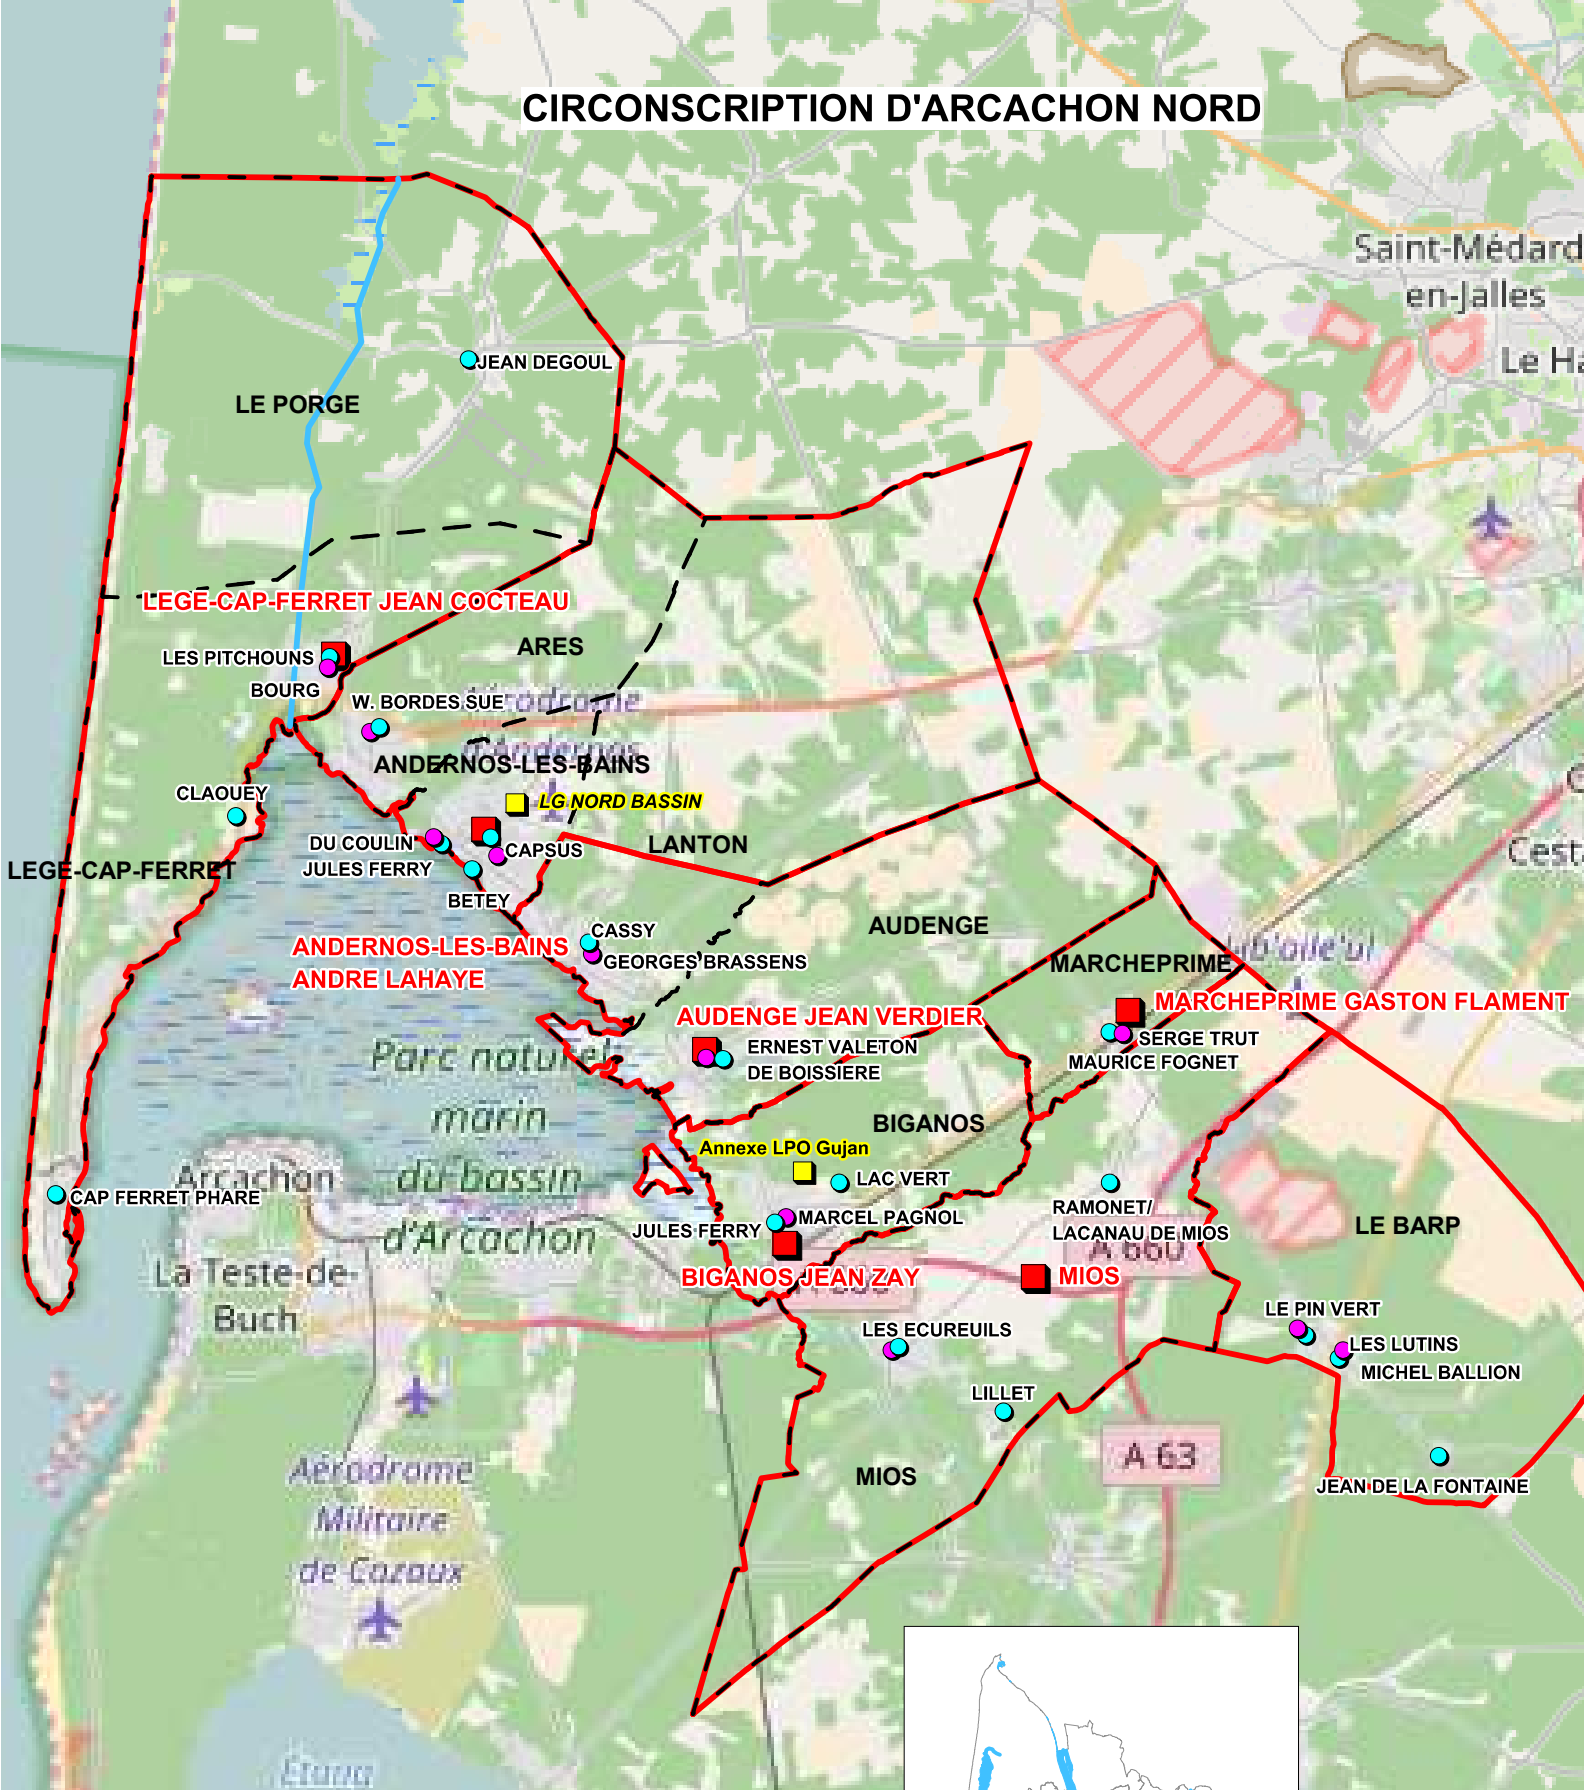 CIRCONSCRIPTION D'ARCACHON NORD
Saint-Médard
en-Jalles
Le Ha
JEAN DEGOUL
LE PORGE
LEGE-CAP-FERRET JEAN COCTEAU
ARES
LES PITCHOUNS
BOURG
W. BORDES SUE
Aérodrome
d'Andernos
ANDERNOS-LES-BAINS
CLAOUEY
LG NORD BASSIN
DU COULIN
CAPSUS
LANTON
Cesta
JULES FERRY
LEGE-CAP-FERRET
BETEY
CASSY
AUDENGE
ANDERNOS-LES-BAINS
ANDRE LAHAYE
GEORGES BRASSENS
MARCHEPRIME
MARCHEPRIME GASTON FLAMENT
AUDENGE JEAN VERDIER
SERGE TRUT
ERNEST VALETON
DE BOISSIERE
MAURICE FOGNET
Parc naturel
marin
du bassin
d'Arcachon
BIGANOS
Annexe LPO Gujan
Arcachon
LAC VERT
CAP FERRET PHARE
RAMONET/
LACANAU DE MIOS
MARCEL PAGNOL
JULES FERRY
LE BARP
A 660
La Teste-de-
Buch
BIGANOS JEAN ZAY
MIOS
LE PIN VERT
LES ECUREUILS
LES LUTINS
MICHEL BALLION
LILLET
A 63
Aérodrome
Militaire
de Cazaux
MIOS
JEAN DE LA FONTAINE
Étang